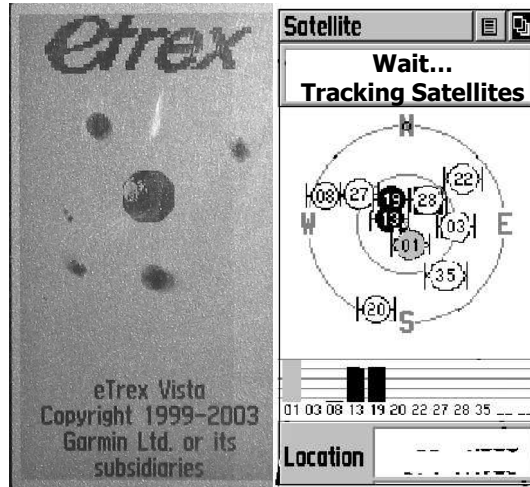 etrex
eTrex Vista
Copyright 1999-2003
Garmin Ltd. or its
subsidiaries
Satellite
Wait...
Tracking Satellites
N
22
08
27
19
28
13
03
W
E
01
35
20
S
01 03 08 13 19 20 22 27 28 35
Location